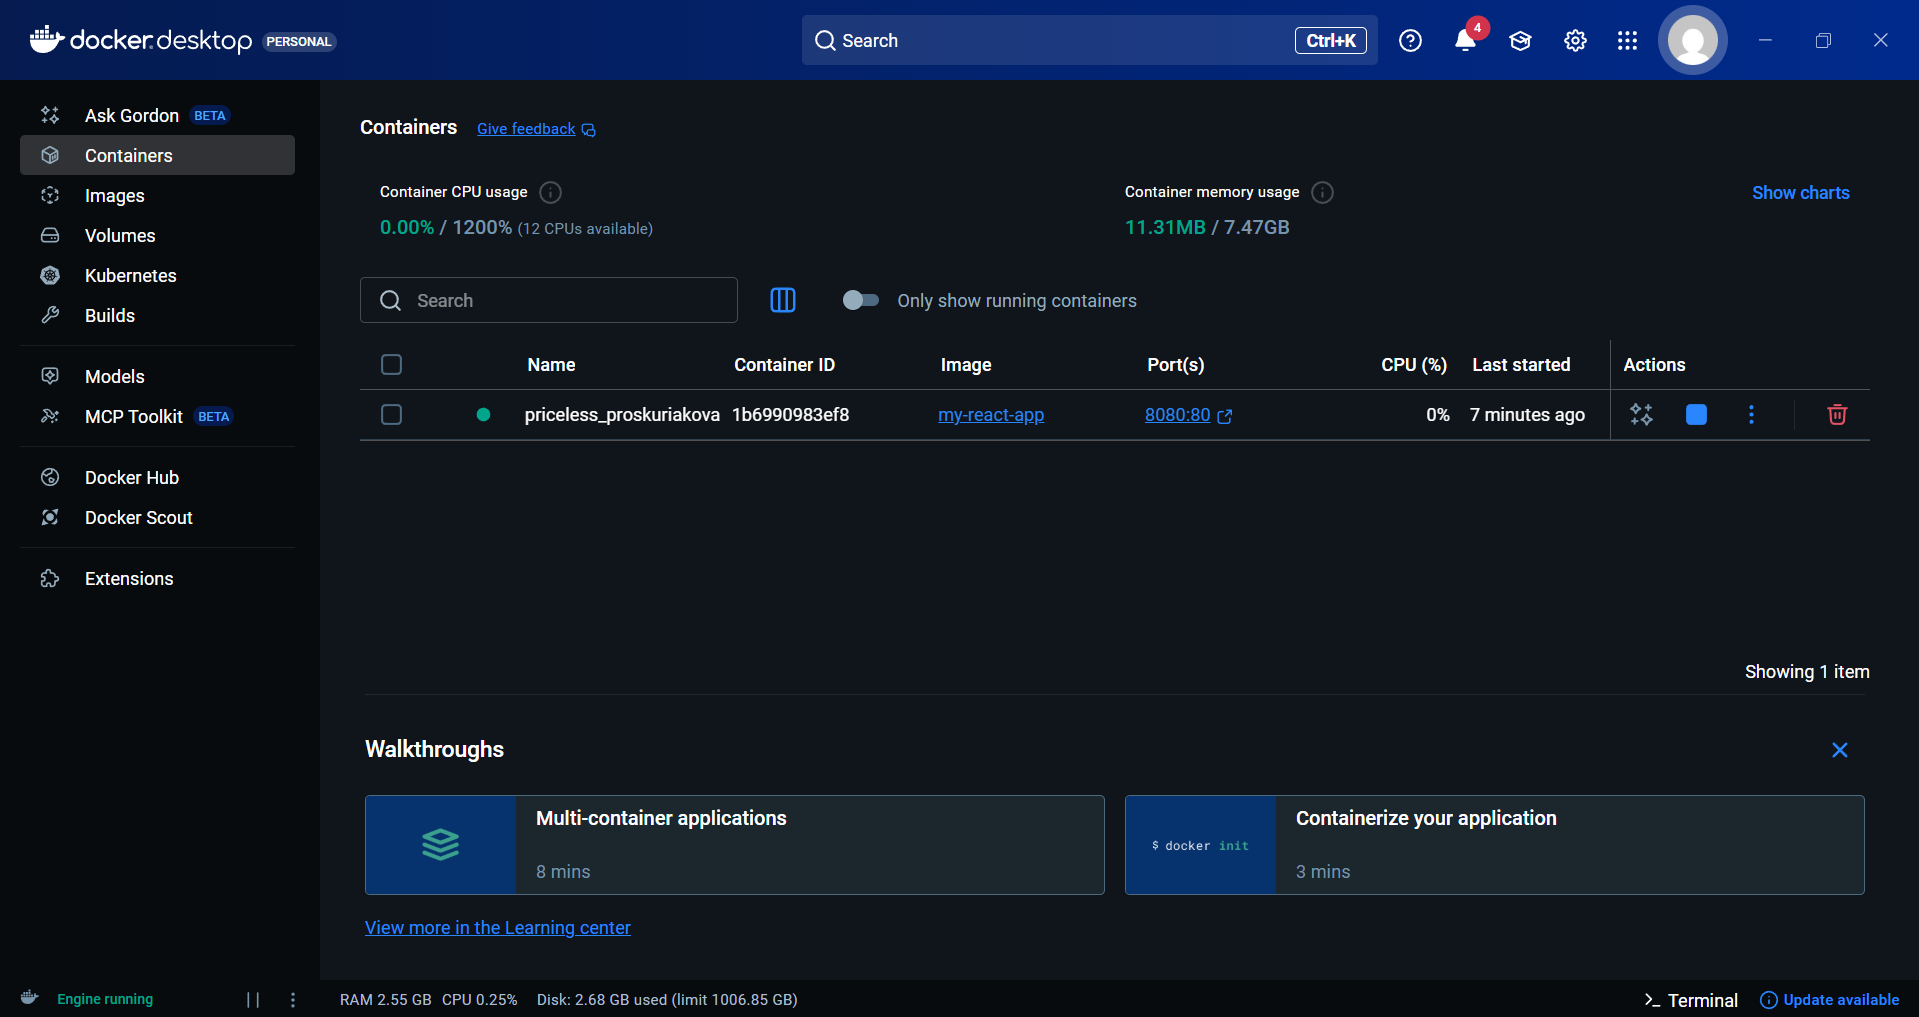 docker.desktop PERSONAL
Search Ctrl+K
4
Ask Gordon BETA
Containers
Images
Volumes
Kubernetes
Builds
Models
MCP Toolkit BETA
Docker Hub
Docker Scout
Extensions
Containers Give feedback
Container CPU usage
0.00% / 1200% (12 CPUs available)
Container memory usage
11.31MB / 7.47GB
Show charts
Search
Only show running containers
Name Container ID Image Port(s) CPU (%) Last started Actions
priceless_proskuriakova 1b6990983ef8 my-react-app 8080:80 0% 7 minutes ago
Showing 1 item
Walkthroughs
Multi-container applications
8 mins
$ docker init
Containerize your application
3 mins
View more in the Learning center
Engine running
RAM 2.55 GB CPU 0.25% Disk: 2.68 GB used (limit 1006.85 GB)
Terminal
Update available